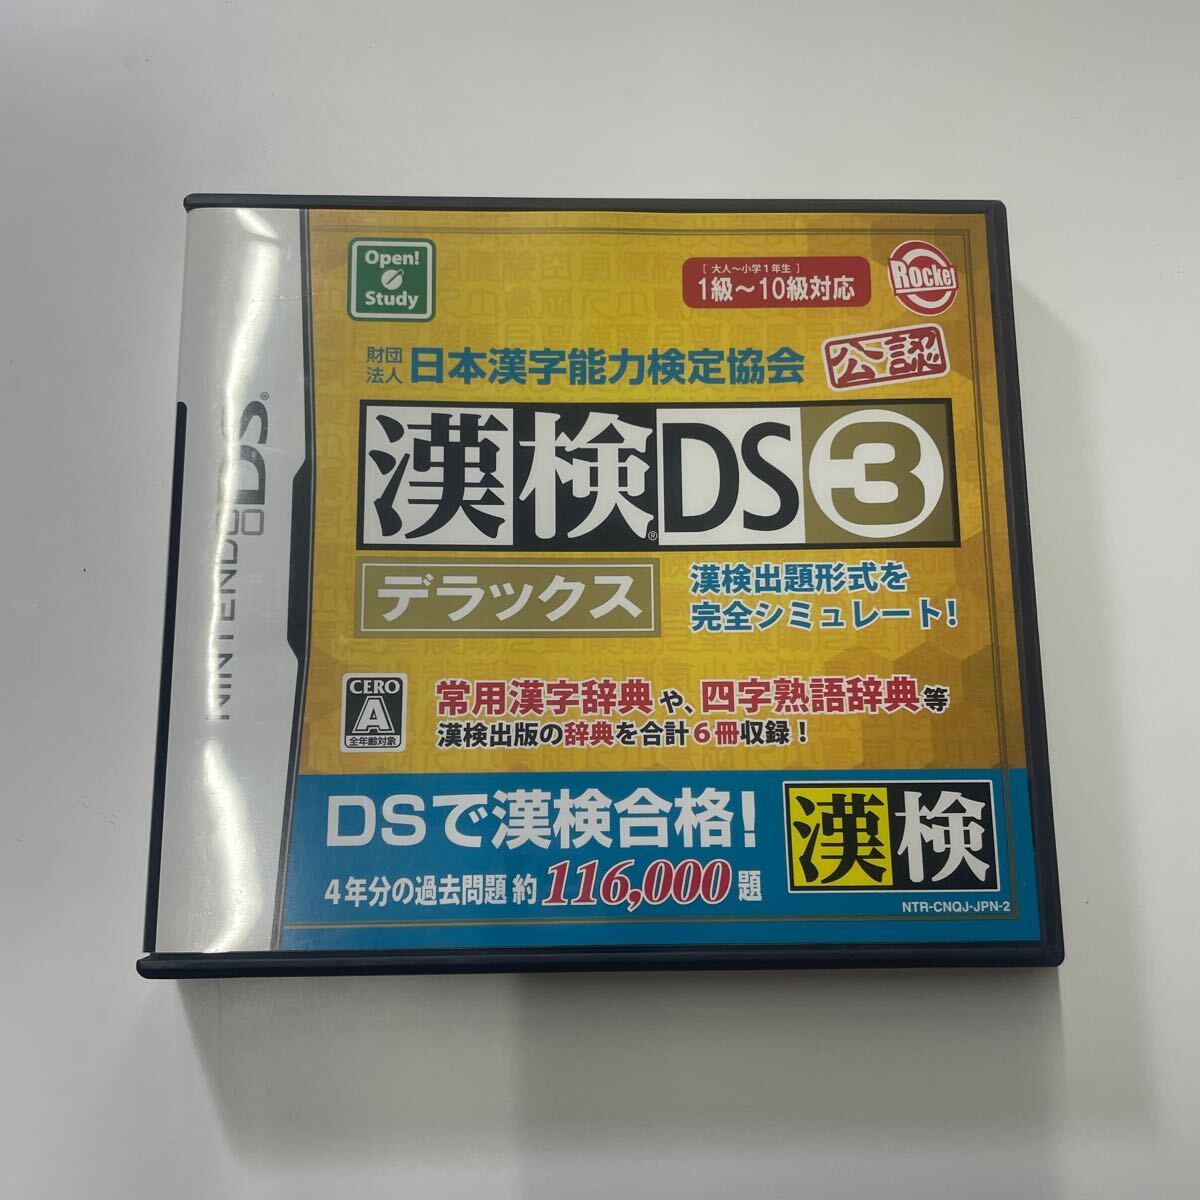 NINTENDO DS®
Open!
Study
[ 大人～小学1年生 ]
1級～10級対応
Rocket
財団法人
日本漢字能力検定協会
公認
漢検®DS3
デラックス
漢検出題形式を
完全シミュレート!
CERO
A
全年齢対象
常用漢字辞典や、四字熟語辞典等
漢検出版の辞典を合計6冊収録!
DSで漢検合格!
4年分の過去問題 約116,000題
漢検
NTR-CNQJ-JPN-2